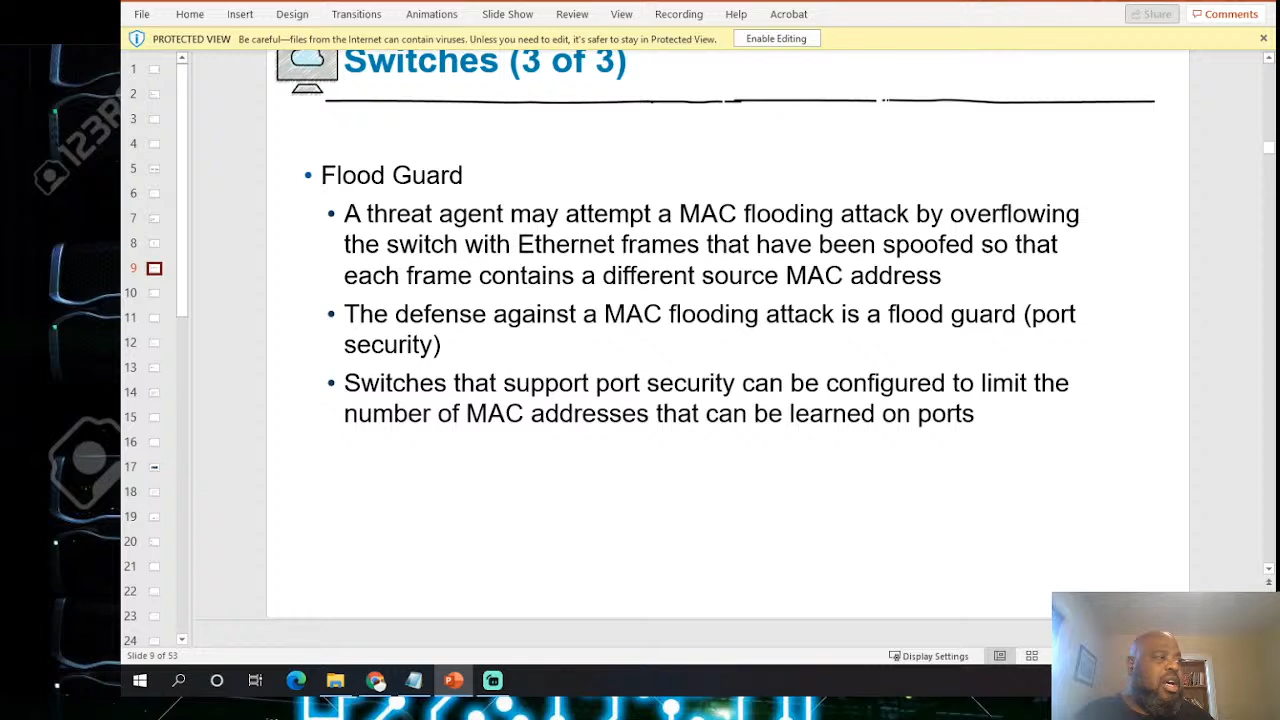 File Home Insert Design Transitions Animations Slide Show Review View Recording Help Acrobat Share Comments
PROTECTED VIEW Be careful—files from the Internet can contain viruses. Unless you need to edit, it's safer to stay in Protected View. Enable Editing
Switches (3 of 3)
• Flood Guard
• A threat agent may attempt a MAC flooding attack by overflowing
the switch with Ethernet frames that have been spoofed so that
each frame contains a different source MAC address
• The defense against a MAC flooding attack is a flood guard (port
security)
• Switches that support port security can be configured to limit the
number of MAC addresses that can be learned on ports
1
2
3
4
5
6
7
8
9
10
11
12
13
14
15
16
17
18
19
20
21
22
23
24
Slide 9 of 53 Display Settings